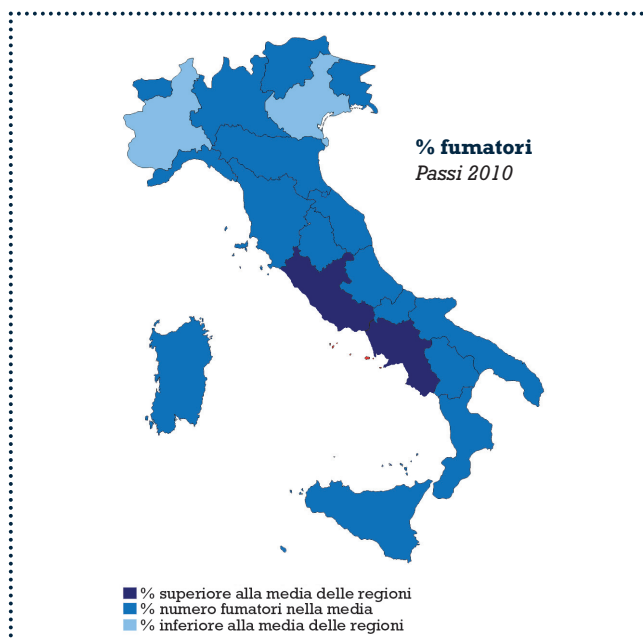 % fumatori
Passi 2010
% superiore alla media delle regioni
% numero fumatori nella media
% inferiore alla media delle regioni